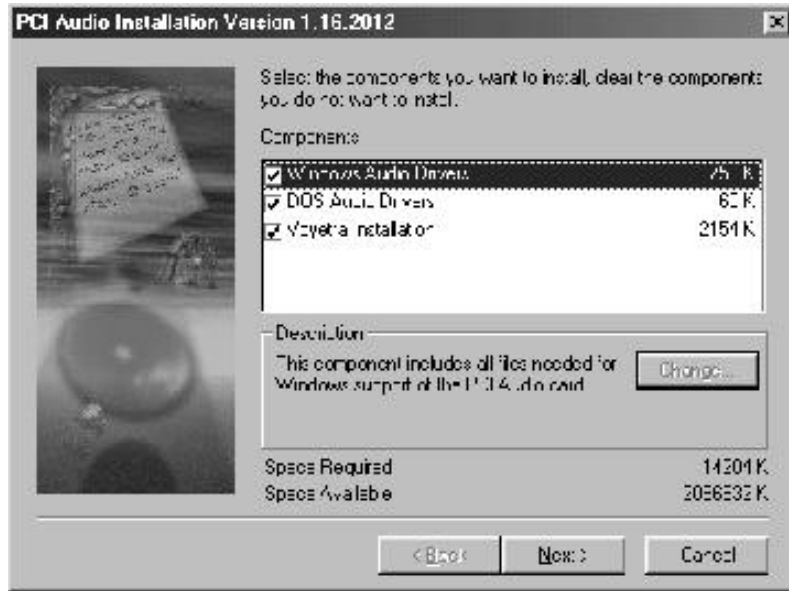 PCI Audio Installation Version 1.16.2012
Select the components you want to install, clear the components
you do not want to install.
Components
Windows Audio Drivers
DOS Audio Drivers K
Voyetra Installation 2154 K
Description
This component includes all files needed for
Windows support of the PCI Audio card
Change...
Space Required 14204 K
Space Available
< Back Next > Cancel